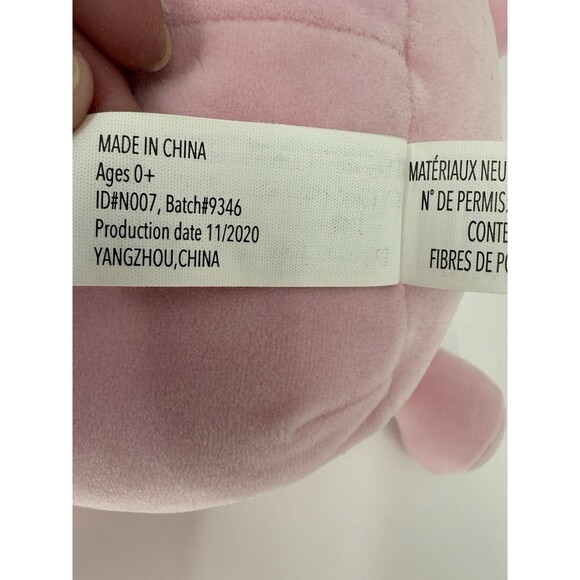 MADE IN CHINA
Ages 0+
ID#N007, Batch#9346
Production date 11/2020
YANGZHOU,CHINA
MATÉRIAUX NEU
N° DE PERMIS
CONTE
FIBRES DE PO